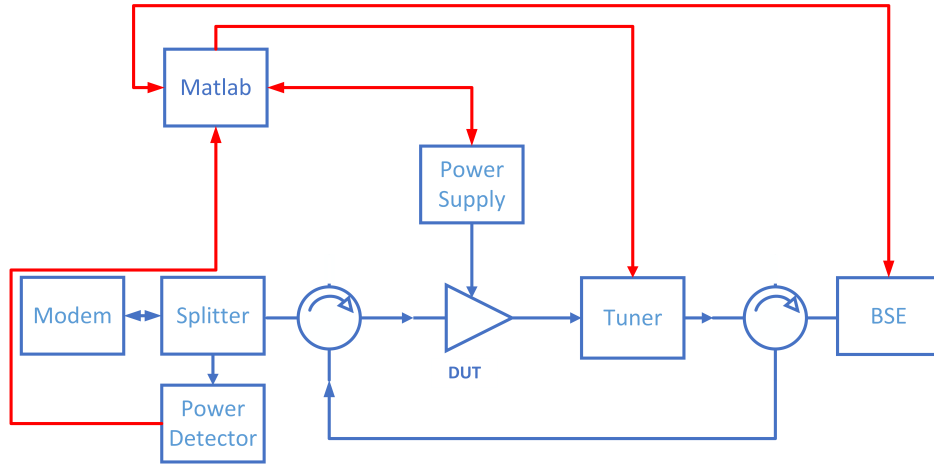 Matlab
Power
Supply
Modem
Splitter
Tuner
BSE
DUT
Power
Detector